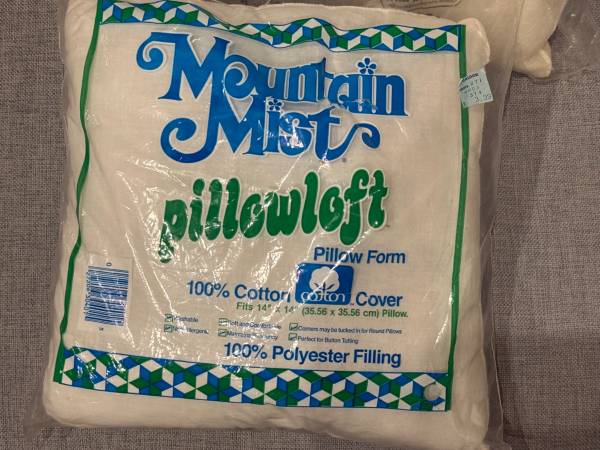 Mountain
Mist
pillowloft
Pillow Form
100% Cotton cotton Cover
Fits 14" x 14" (35.56 x 35.56 cm) Pillow.
Corners may be tucked in for Round Pillows
Perfect for Button Tufting
100% Polyester Filling